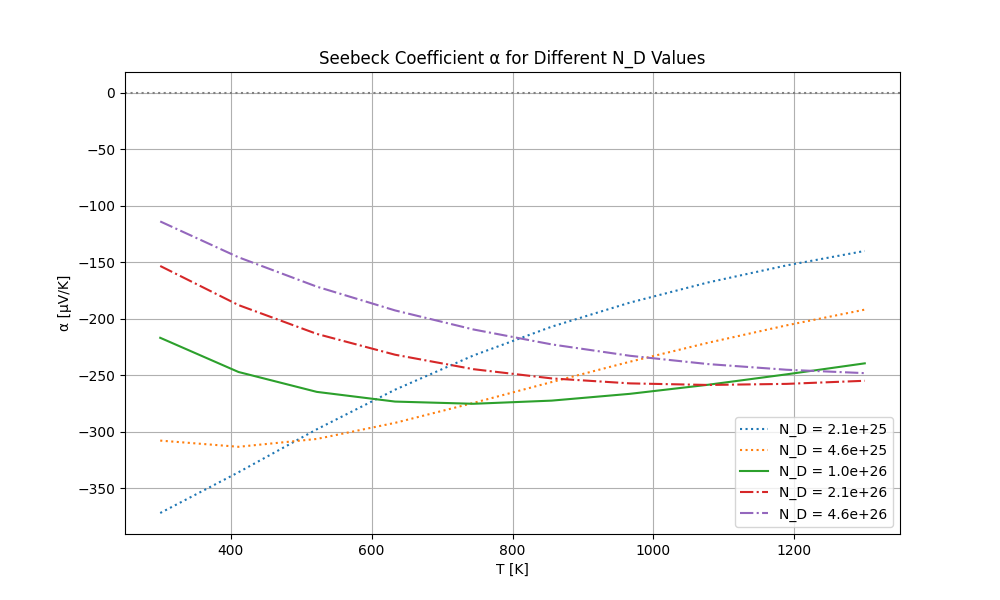 Seebeck Coefficient α for Different N_D Values
α [µV/K]
0
−50
−100
−150
−200
−250
−300
−350
400
600
800
1000
1200
T [K]
N_D = 2.1e+25
N_D = 4.6e+25
N_D = 1.0e+26
N_D = 2.1e+26
N_D = 4.6e+26